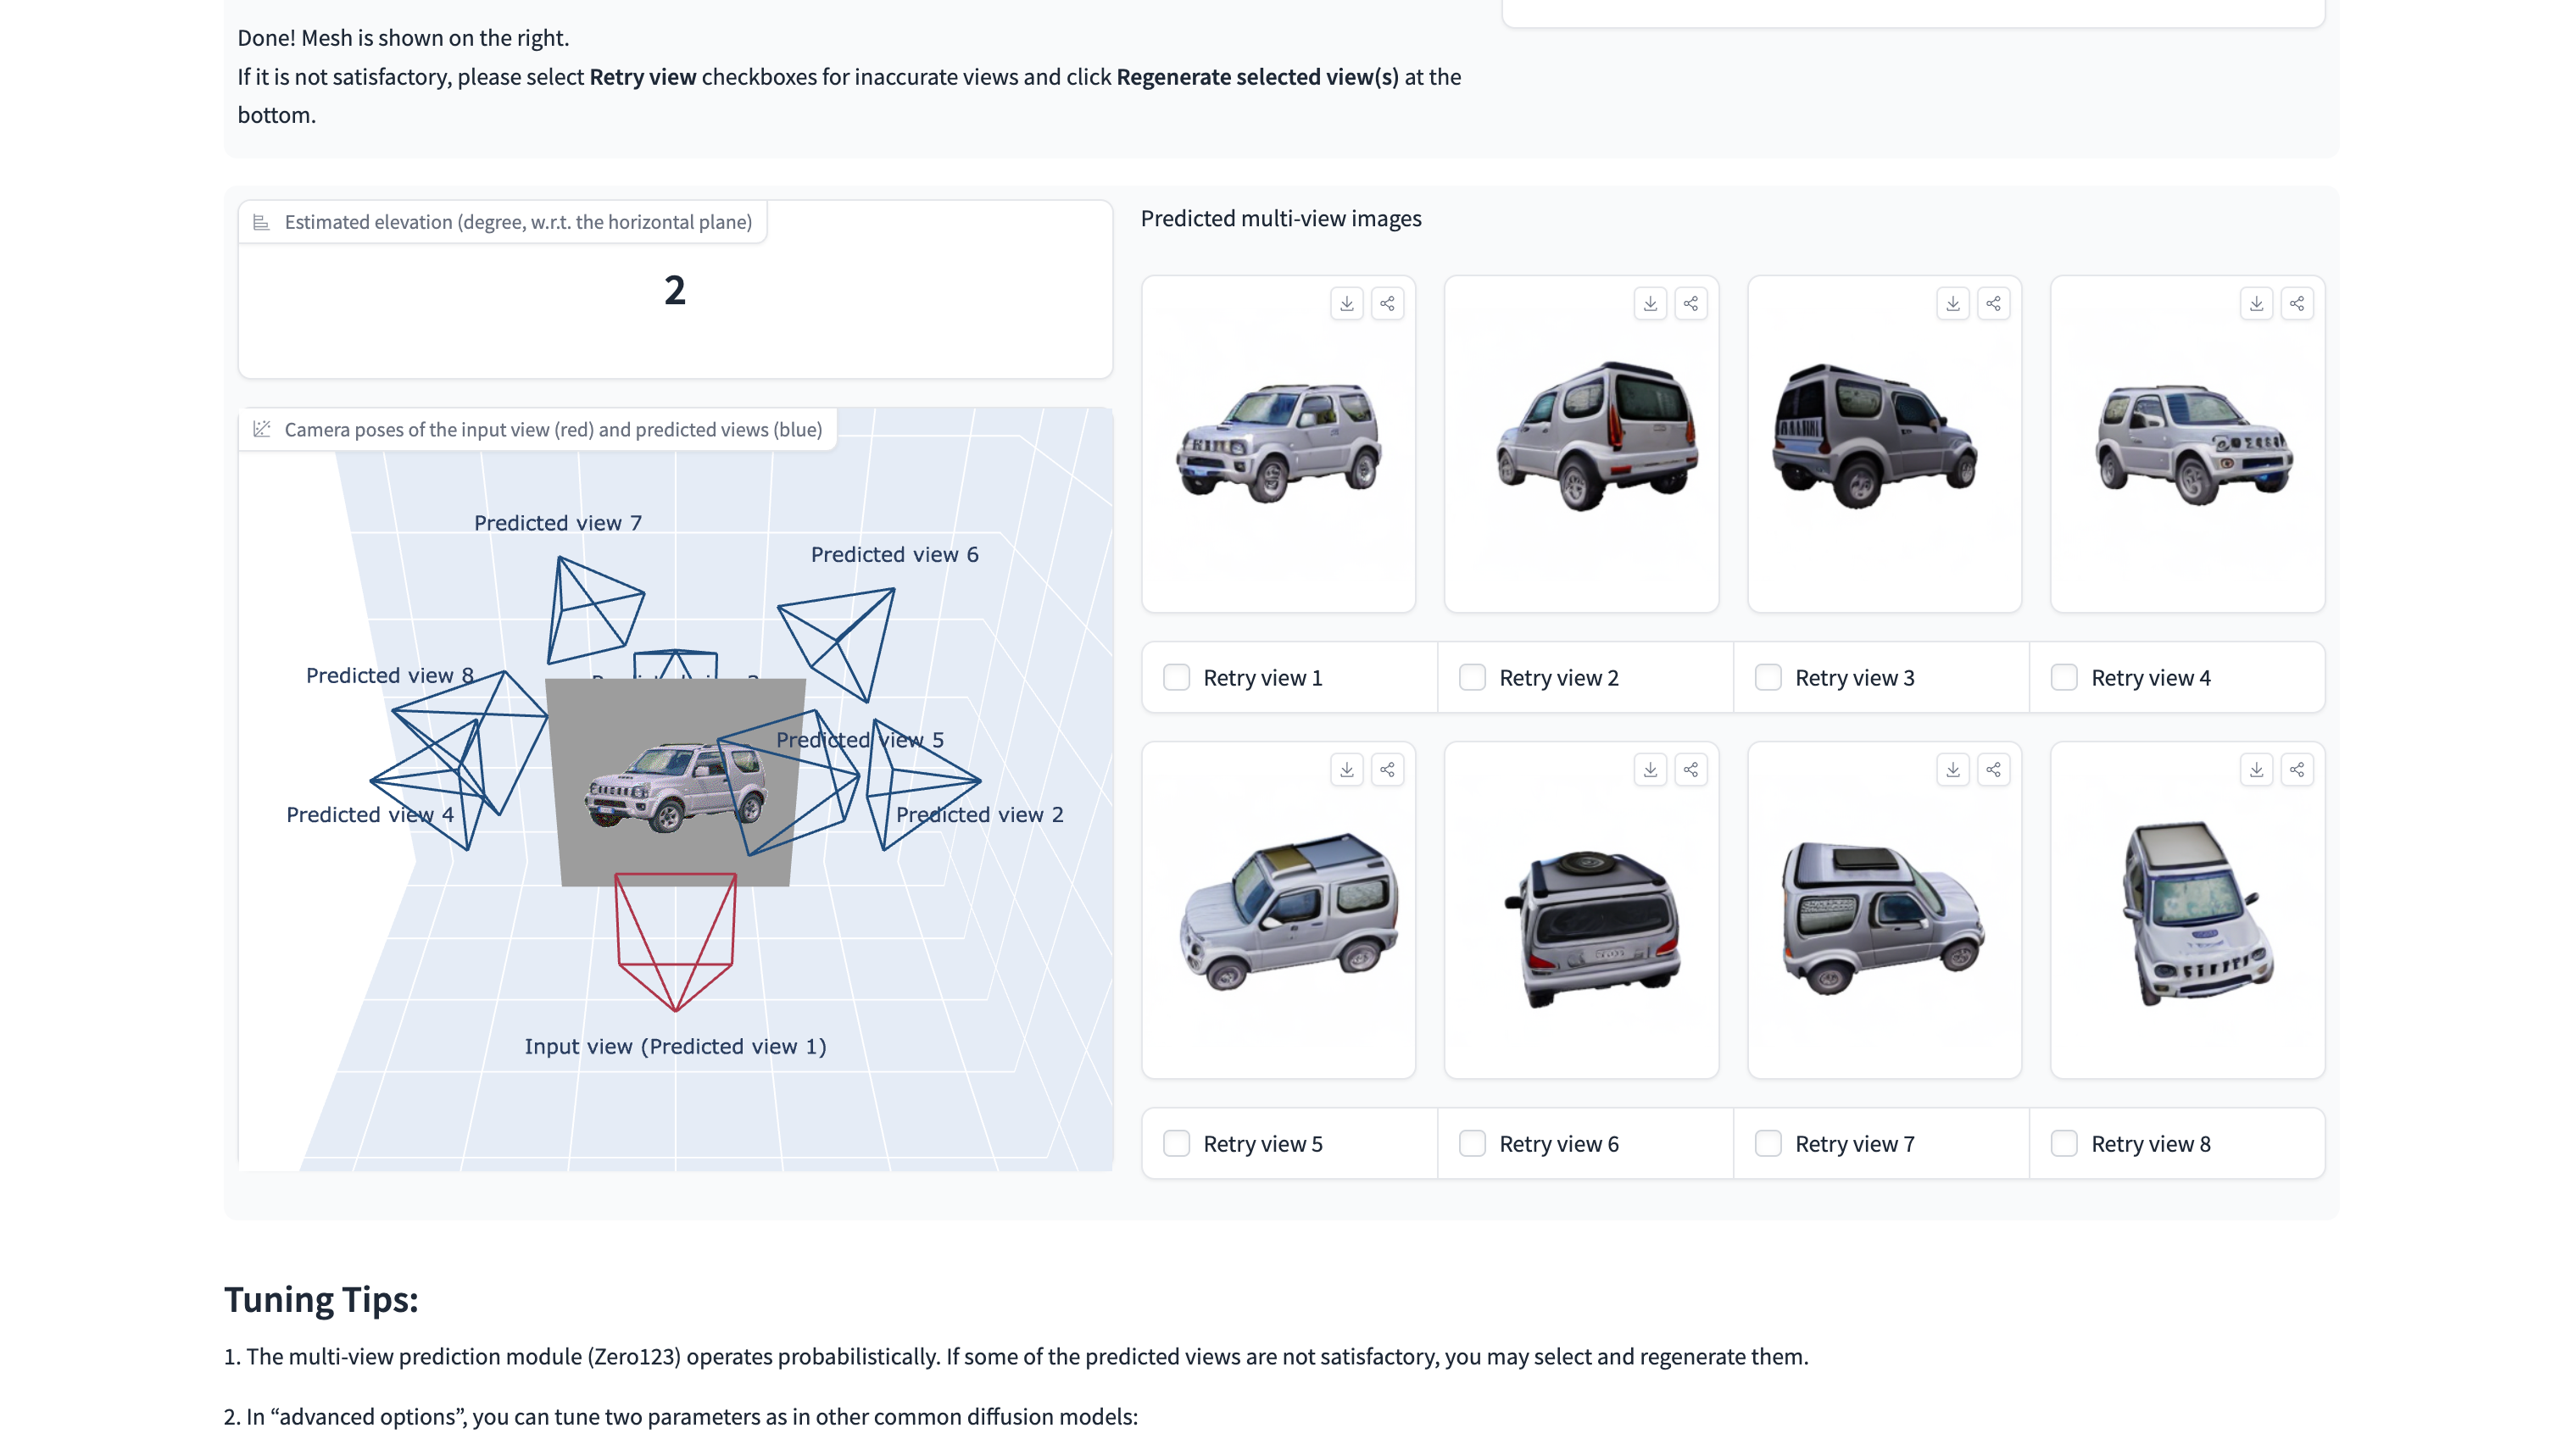 Done! Mesh is shown on the right.
If it is not satisfactory, please select Retry view checkboxes for inaccurate views and click Regenerate selected view(s) at the
bottom.
Estimated elevation (degree, w.r.t. the horizontal plane)
2
Camera poses of the input view (red) and predicted views (blue)
Predicted view 7
Predicted view 6
Predicted view 8
Predicted view 5
Predicted view 4
Predicted view 2
Input view (Predicted view 1)
Predicted multi-view images
Retry view 1
Retry view 2
Retry view 3
Retry view 4
Retry view 5
Retry view 6
Retry view 7
Retry view 8
Tuning Tips:
1. The multi-view prediction module (Zero123) operates probabilistically. If some of the predicted views are not satisfactory, you may select and regenerate them.
2. In “advanced options”, you can tune two parameters as in other common diffusion models: